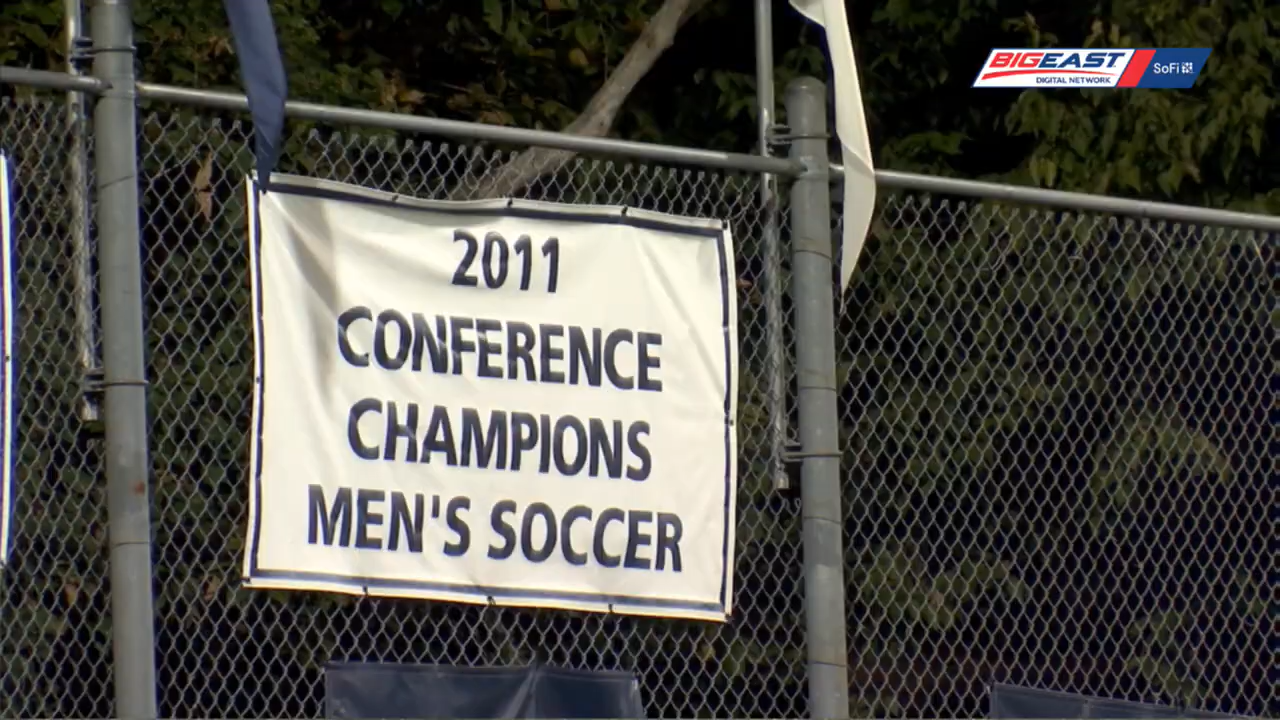 BIGEAST
DIGITAL NETWORK
SoFi
2011
CONFERENCE
CHAMPIONS
MEN'S SOCCER